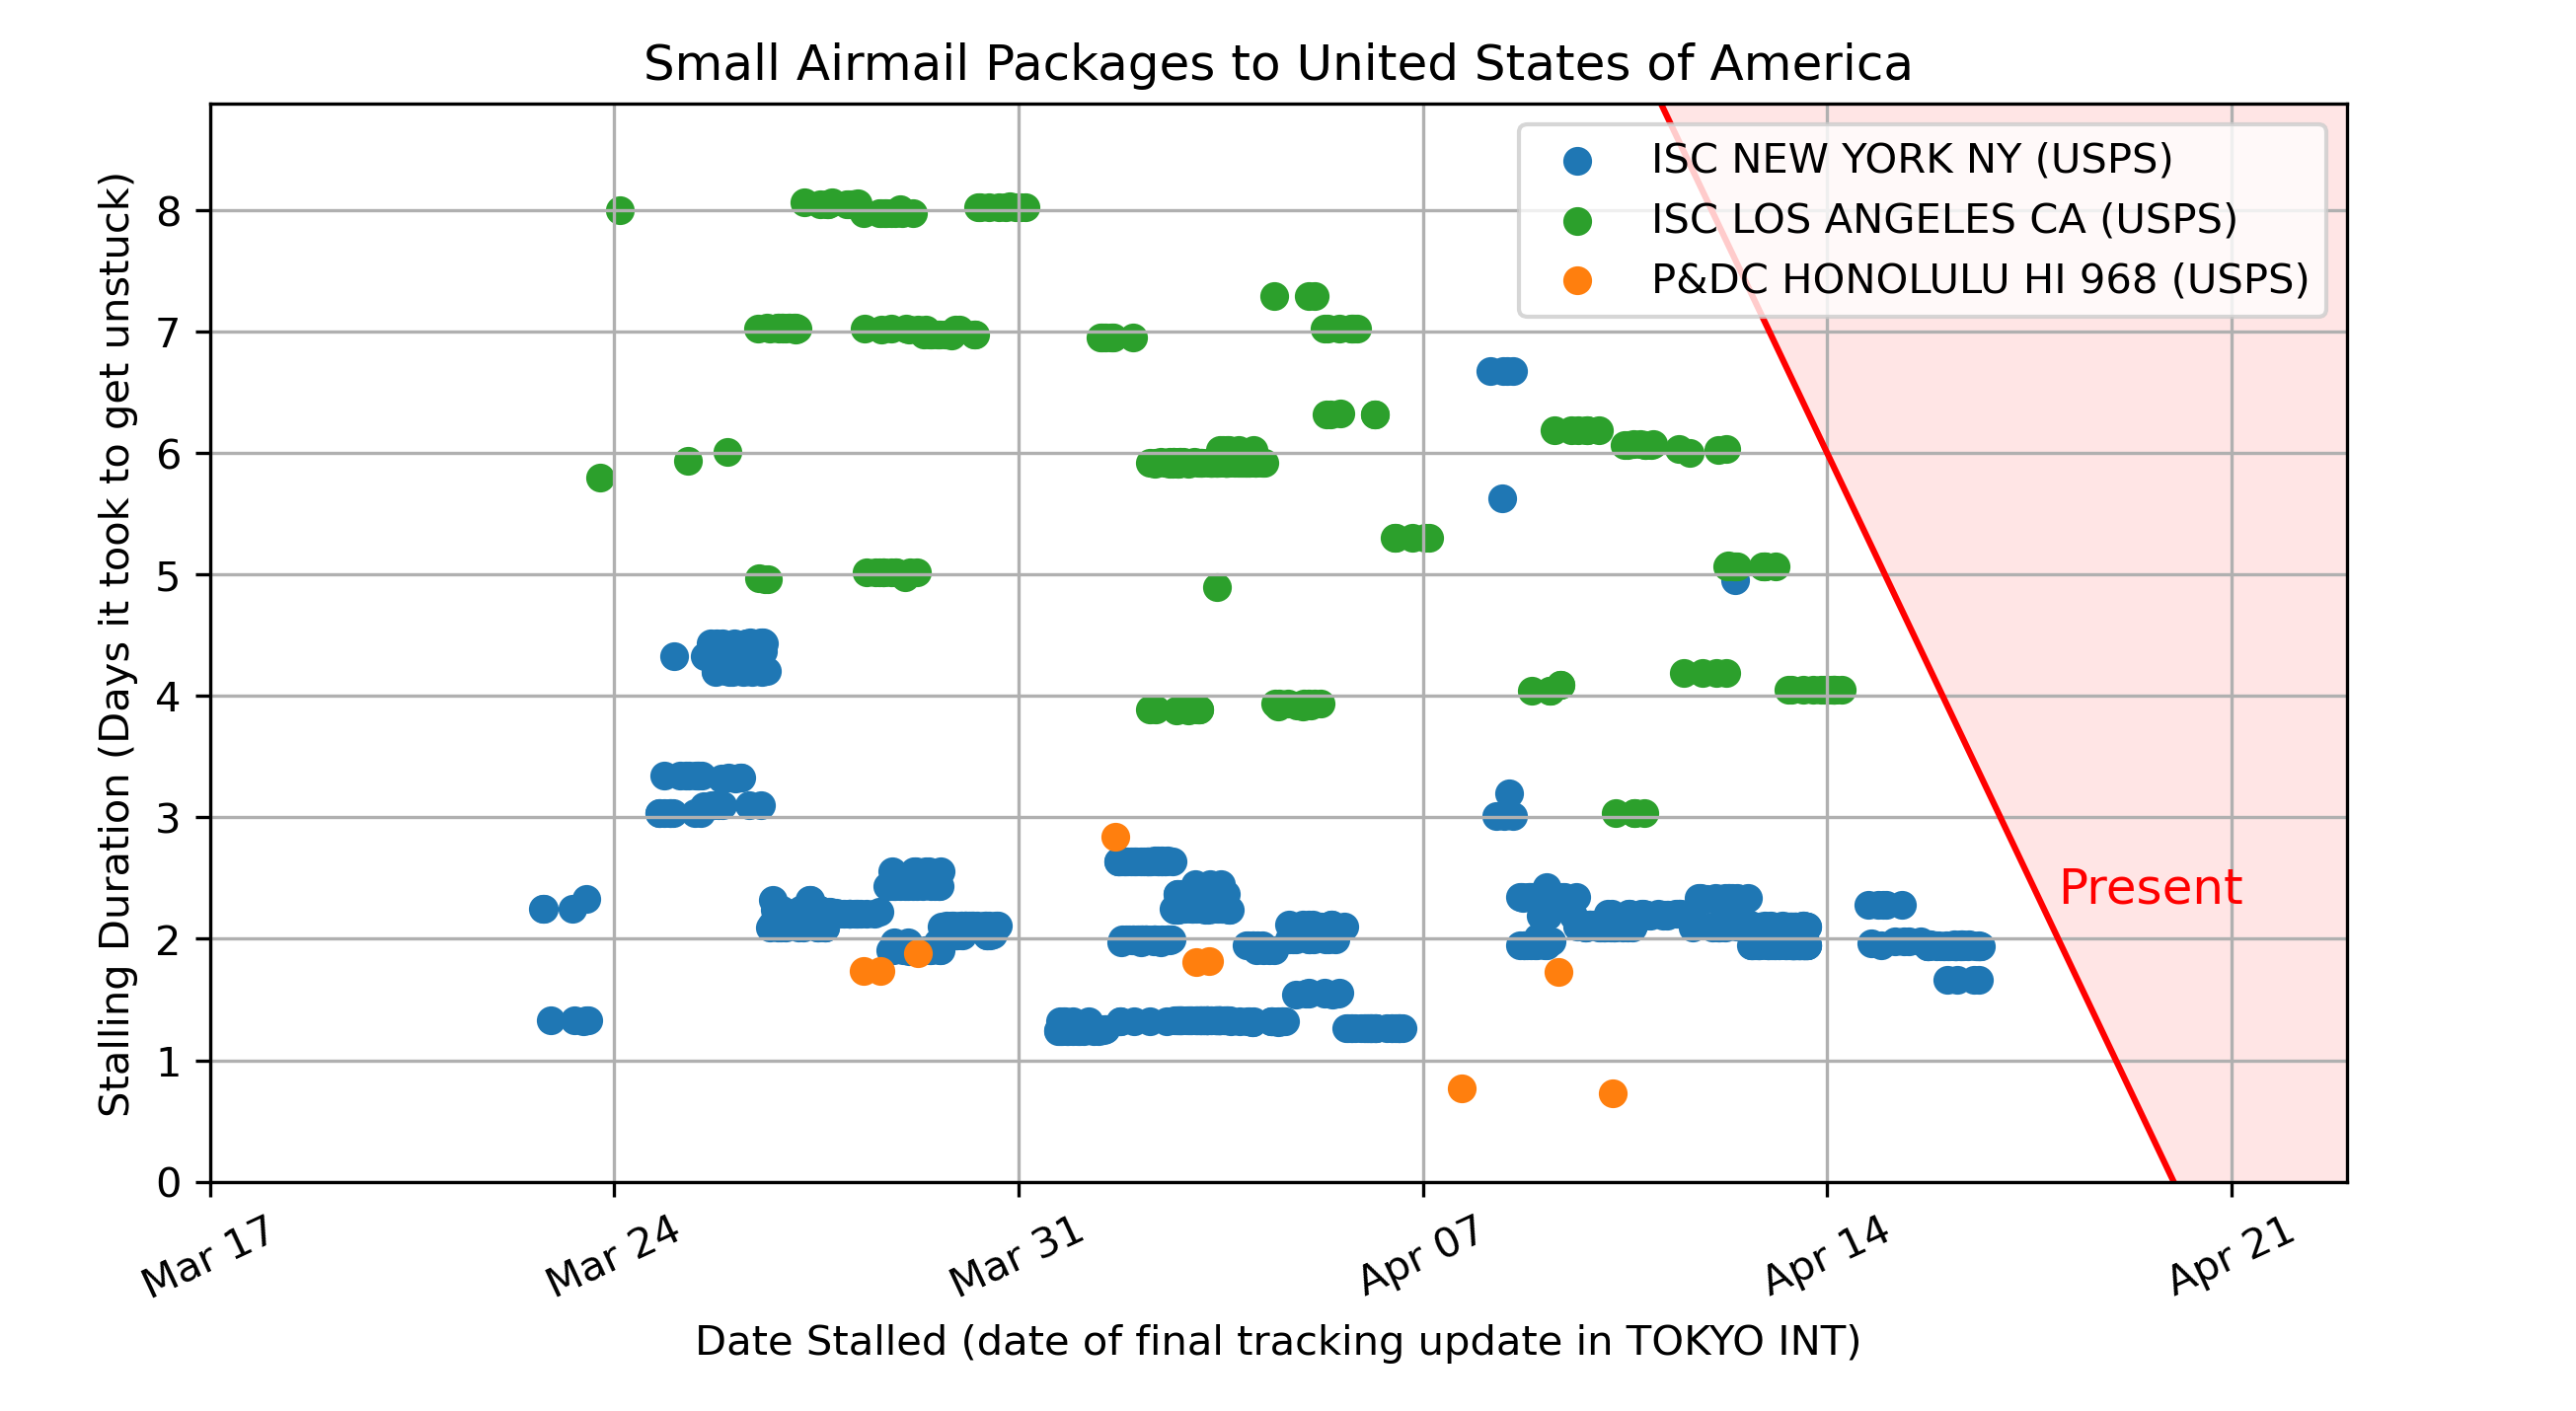 Small Airmail Packages to United States of America
Stalling Duration (Days it took to get unstuck)
8
7
6
5
4
3
2
1
0
ISC NEW YORK NY (USPS)
ISC LOS ANGELES CA (USPS)
P&DC HONOLULU HI 968 (USPS)
Present
Mar 17
Mar 24
Mar 31
Apr 07
Apr 14
Apr 21
Date Stalled (date of final tracking update in TOKYO INT)